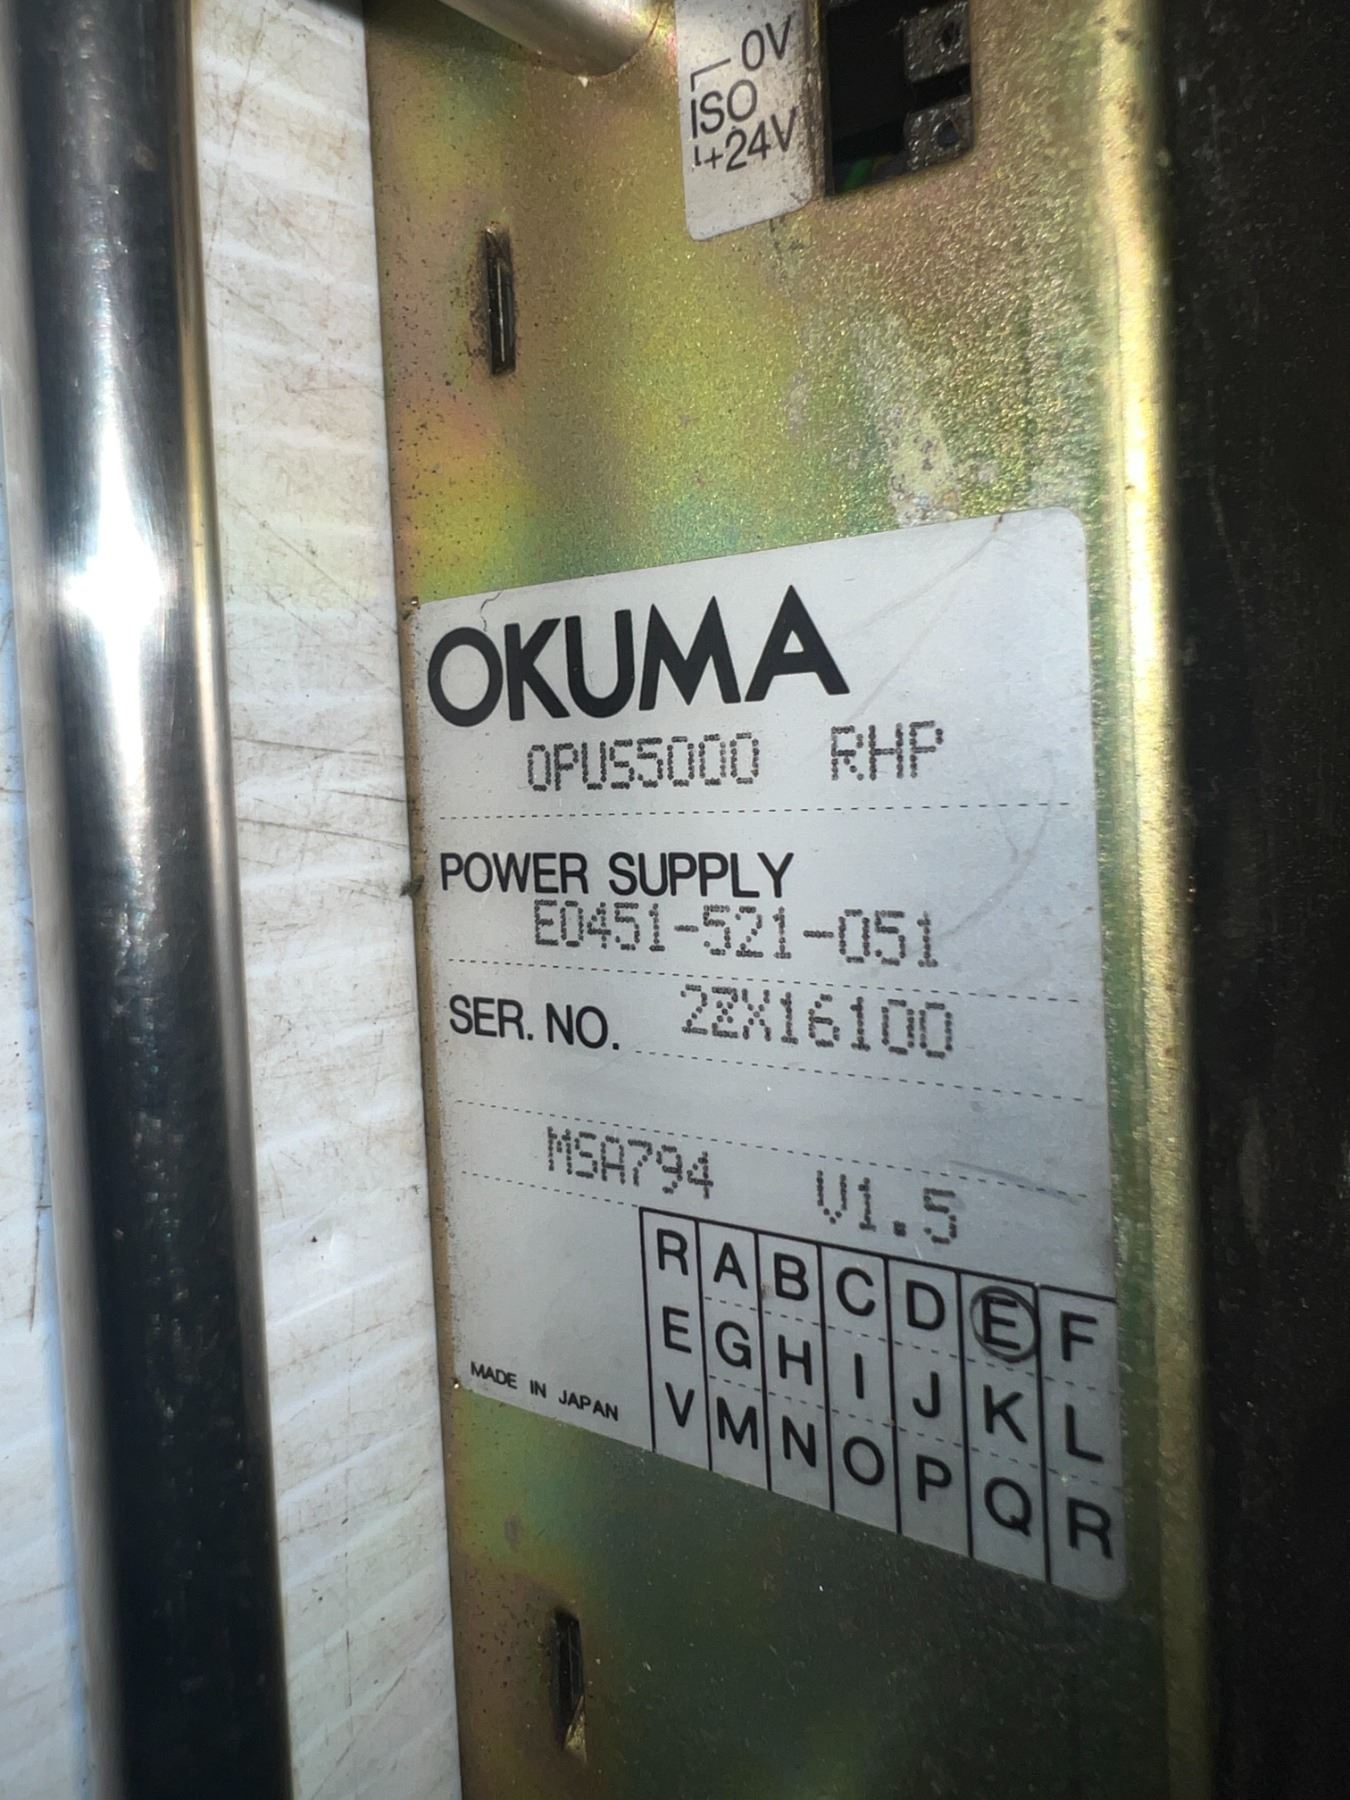 0V
ISO
+24V
OKUMA
OPUS5000 RHP
POWER SUPPLY
E0451-521-051
SER. NO. 2ZX16100
MSA794 V1.5
R A B C D E F
E G H I J K L
V M N O P Q R
MADE IN JAPAN